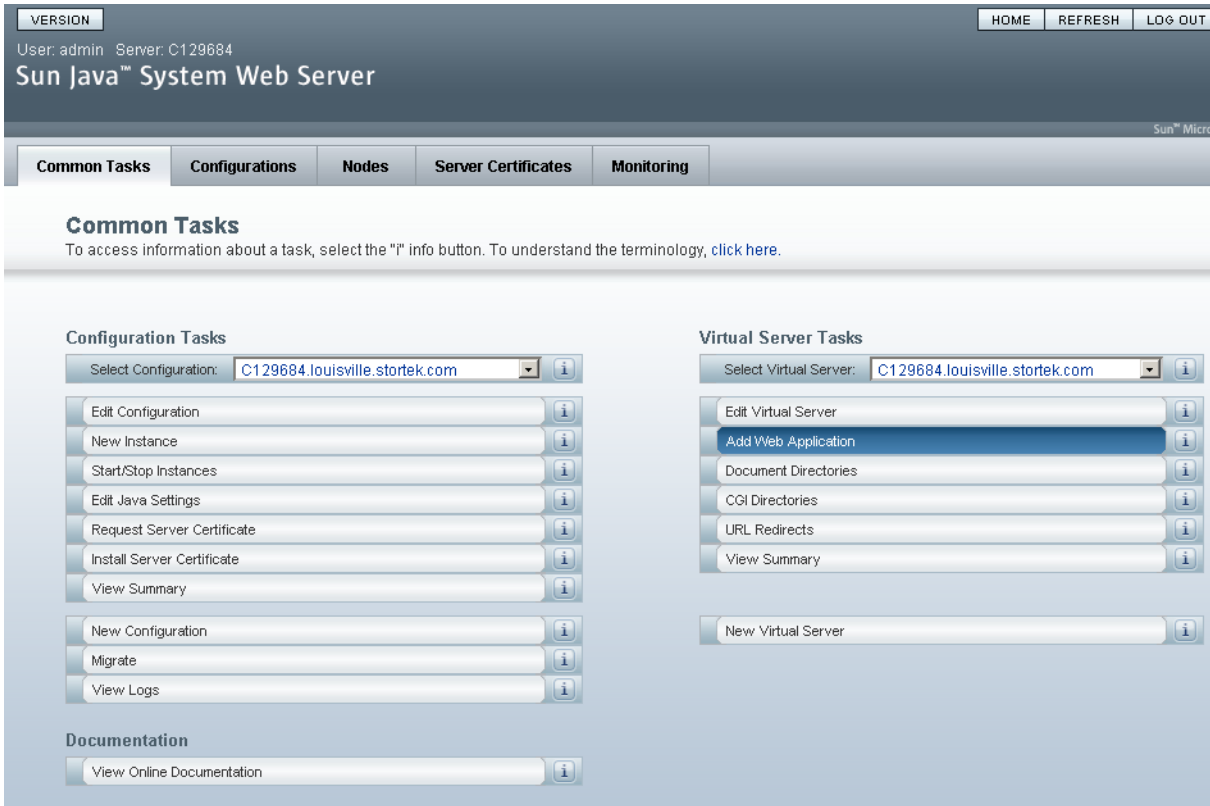 VERSION
HOME REFRESH LOG OUT
User: admin Server: C129684
Sun Java™ System Web Server
Sun™ Micro
Common Tasks Configurations Nodes Server Certificates Monitoring
Common Tasks
To access information about a task, select the "i" info button. To understand the terminology, click here.
Configuration Tasks
Select Configuration: C129684.louisville.stortek.com i
Edit Configuration i
New Instance i
Start/Stop Instances i
Edit Java Settings i
Request Server Certificate i
Install Server Certificate i
View Summary i
New Configuration i
Migrate i
View Logs i
Documentation
View Online Documentation i
Virtual Server Tasks
Select Virtual Server: C129684.louisville.stortek.com i
Edit Virtual Server i
Add Web Application i
Document Directories i
CGI Directories i
URL Redirects i
View Summary i
New Virtual Server i